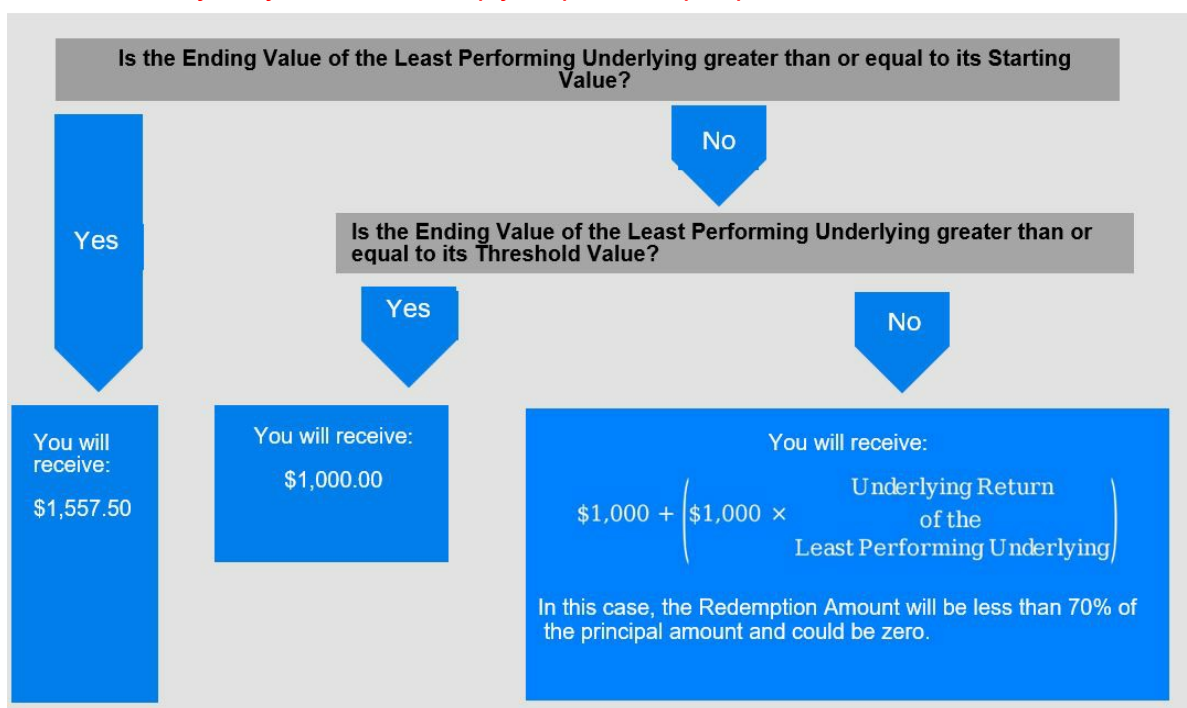 Is the Ending Value of the Least Performing Underlying greater than or equal to its Starting
Value?
Yes
No
Is the Ending Value of the Least Performing Underlying greater than or
equal to its Threshold Value?
Yes
No
You will
receive:
$1,557.50
You will receive:
$1,000.00
You will receive:
$1,000 + ($1,000 ×
Underlying Return
of the
Least Performing Underlying)
In this case, the Redemption Amount will be less than 70% of
the principal amount and could be zero.